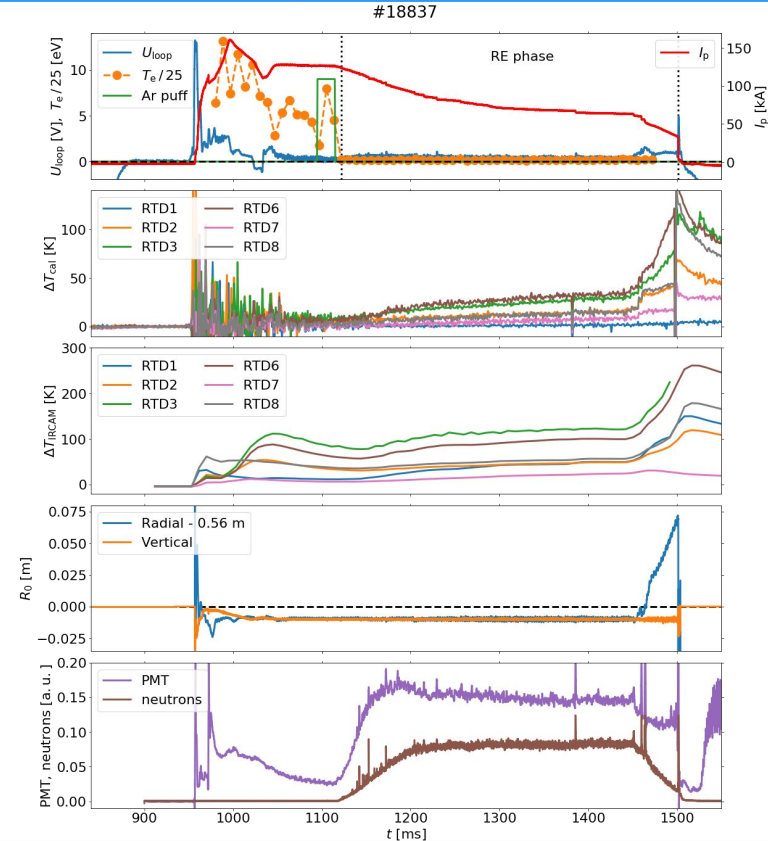 #18837
U_loop [V], T_e / 25 [eV]
U_loop
T_e / 25
Ar puff
RE phase
I_p
I_p [kA]
10
5
0
150
100
50
0
ΔT_cal [K]
RTD1
RTD2
RTD3
RTD6
RTD7
RTD8
100
50
0
ΔT_IRCAM [K]
RTD1
RTD2
RTD3
RTD6
RTD7
RTD8
300
200
100
0
R_0 [m]
Radial - 0.56 m
Vertical
0.075
0.050
0.025
0.000
−0.025
PMT, neutrons [a.u.]
PMT
neutrons
0.20
0.15
0.10
0.05
0.00
900 1000 1100 1200 1300 1400 1500
t [ms]